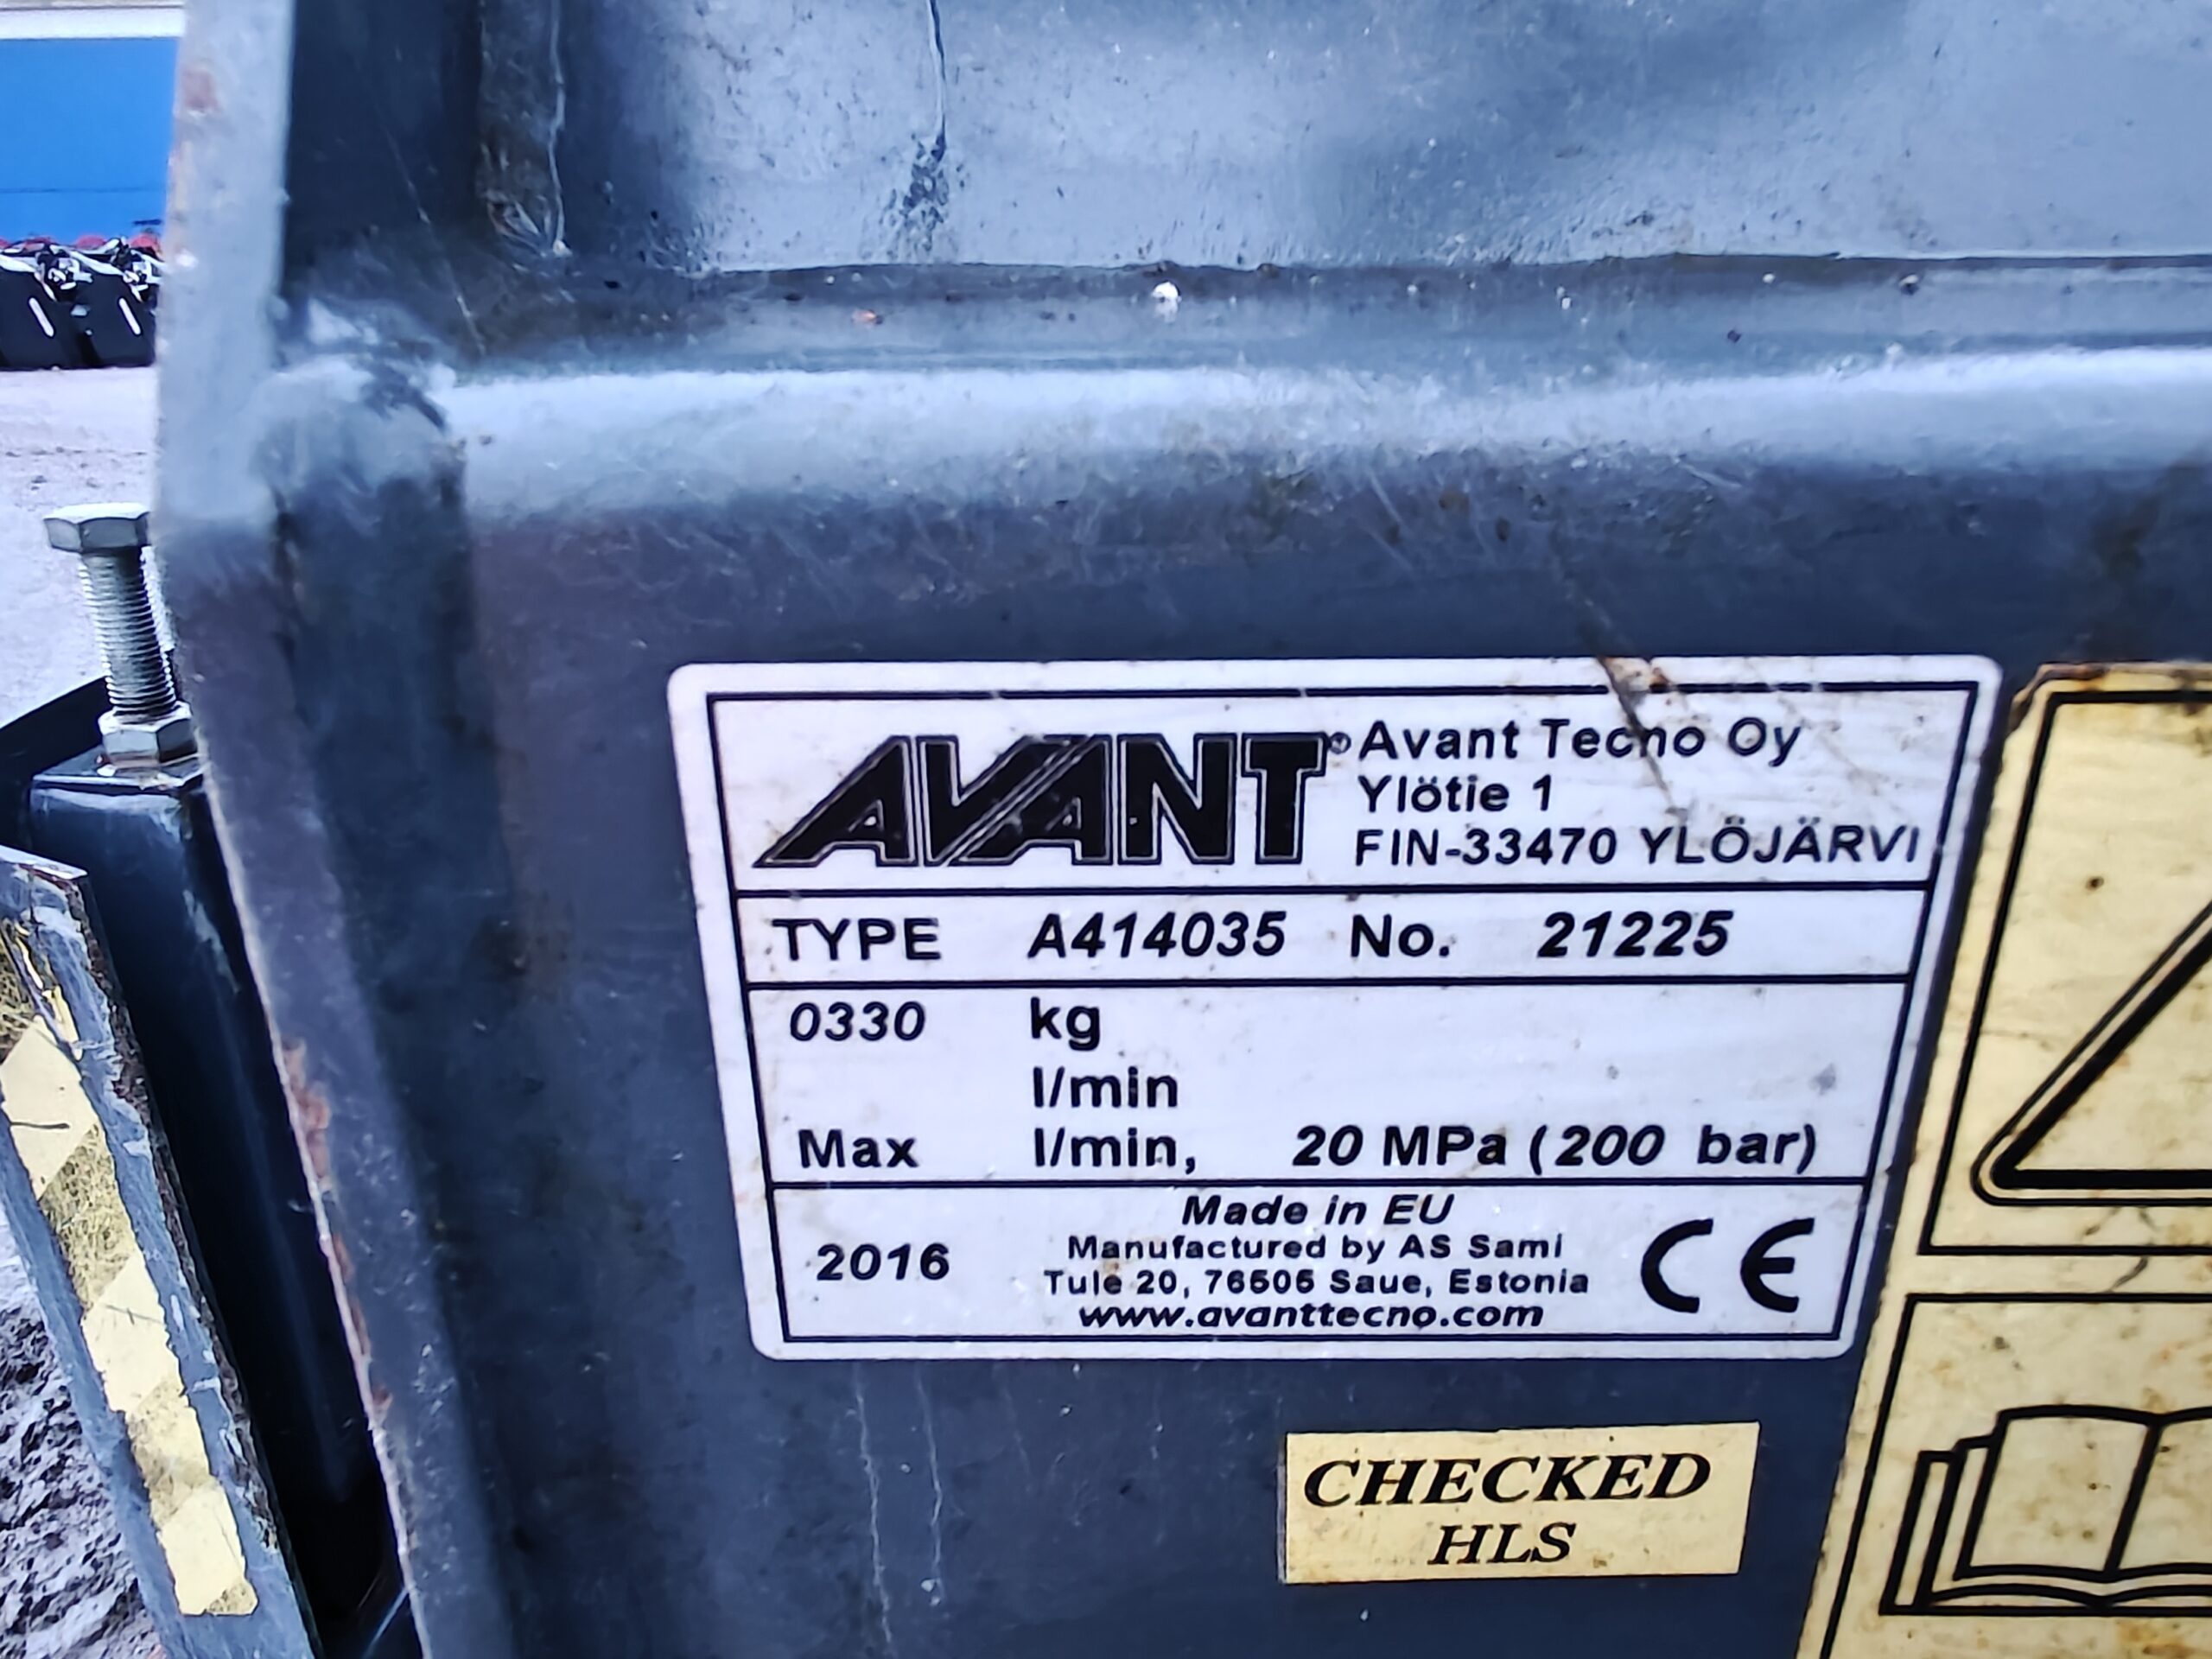 AVANT® Avant Tecno Oy
Ylötie 1
FIN-33470 YLÖJÄRVI
TYPE A414035 No. 21225
0330 kg
l/min
Max l/min, 20 MPa (200 bar)
Made in EU
2016 Manufactured by AS Sami
Tule 20, 76505 Saue, Estonia
www.avanttecno.com
CE
CHECKED
HLS